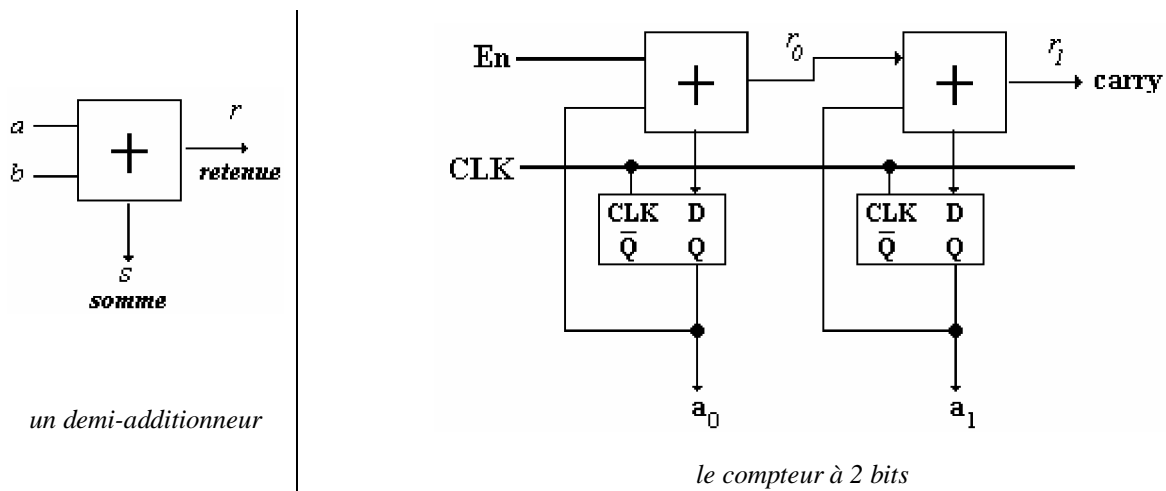 a
b
+
r
retenue
s
somme
un demi-additionneur
En
+
r0
+
r1
carry
CLK
CLK D
Q̅ Q
CLK D
Q̅ Q
a0
a1
le compteur à 2 bits